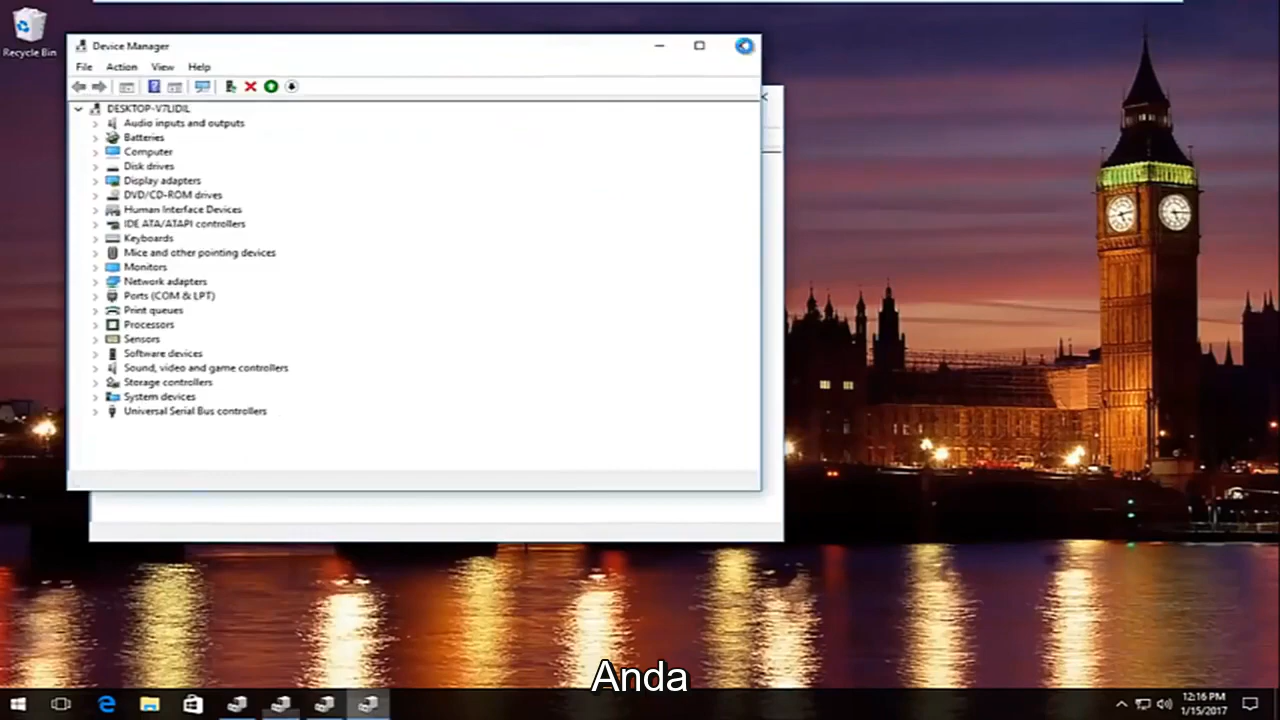 Recycle Bin
Device Manager
File Action View Help
DESKTOP-V7LIDIL
Audio inputs and outputs
Batteries
Computer
Disk drives
Display adapters
DVD/CD-ROM drives
Human Interface Devices
IDE ATA/ATAPI controllers
Keyboards
Mice and other pointing devices
Monitors
Network adapters
Ports (COM & LPT)
Print queues
Processors
Sensors
Software devices
Sound, video and game controllers
Storage controllers
System devices
Universal Serial Bus controllers
Anda
12:16 PM
1/15/2017